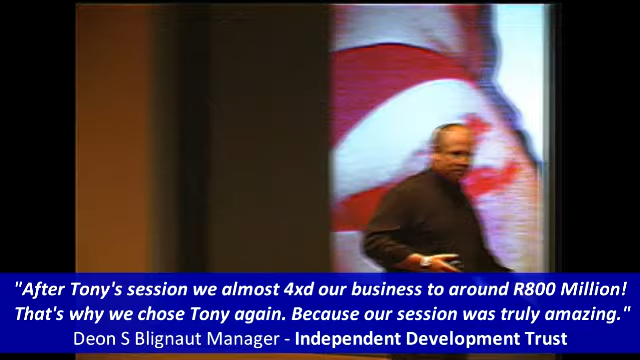 "After Tony's session we almost 4xd our business to around R800 Million!
That's why we chose Tony again. Because our session was truly amazing."
Deon S Blignaut Manager - Independent Development Trust